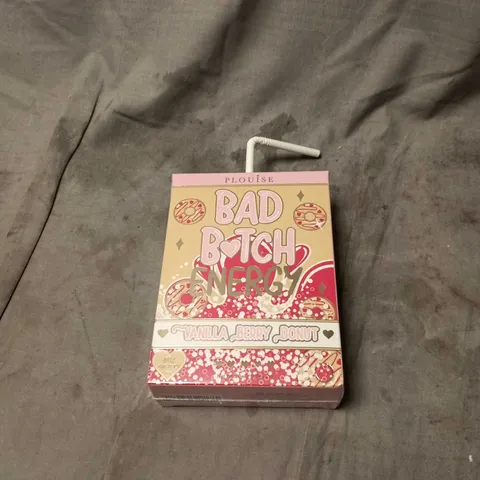 PLOUISE
BAD
B♥TCH
ENERGY
VANILLA BERRY DONUT